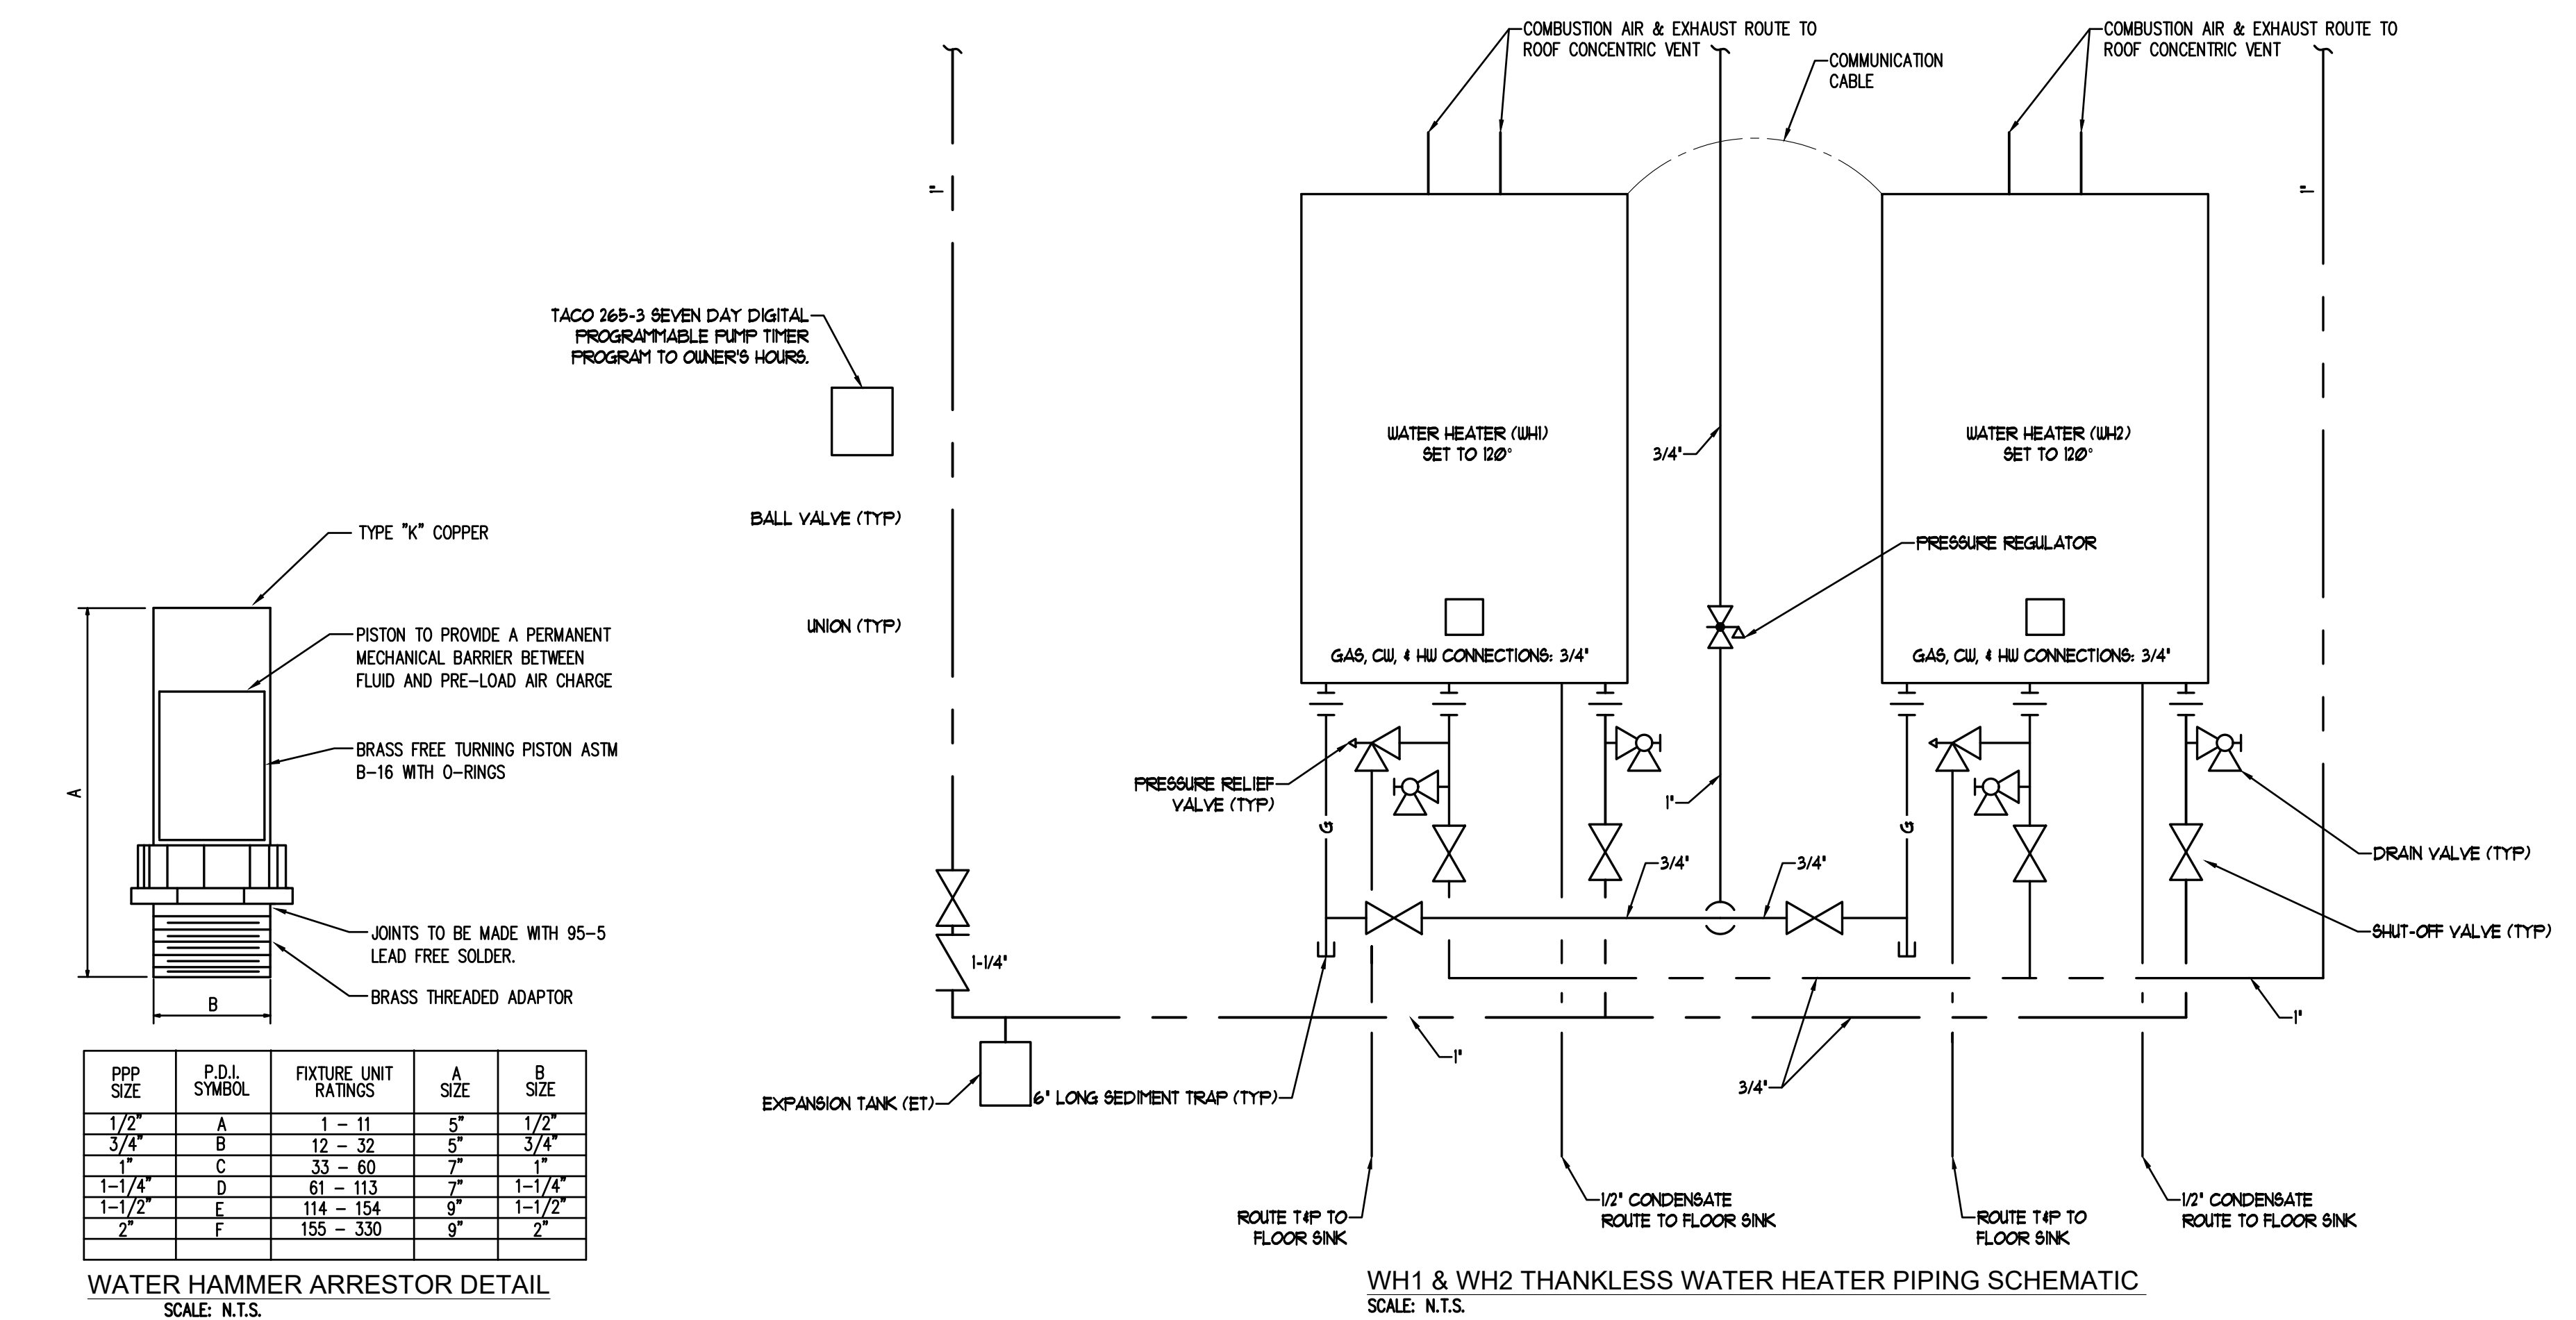 COMBUSTION AIR & EXHAUST ROUTE TO
ROOF CONCENTRIC VENT
COMMUNICATION
CABLE
COMBUSTION AIR & EXHAUST ROUTE TO
ROOF CONCENTRIC VENT
1"
1"
TACO 265-3 SEVEN DAY DIGITAL
PROGRAMMABLE PUMP TIMER
PROGRAM TO OWNER'S HOURS.
BALL VALVE (TYP)
UNION (TYP)
WATER HEATER (WH1)
SET TO 120°
3/4"
WATER HEATER (WH2)
SET TO 120°
PRESSURE REGULATOR
GAS, CW, & HW CONNECTIONS: 3/4"
GAS, CW, & HW CONNECTIONS: 3/4"
PRESSURE RELIEF
VALVE (TYP)
1"
G
G
3/4"
3/4"
DRAIN VALVE (TYP)
SHUT-OFF VALVE (TYP)
1-1/4"
1"
1"
3/4"
EXPANSION TANK (ET)
6" LONG SEDIMENT TRAP (TYP)
ROUTE T&P TO
FLOOR SINK
1/2" CONDENSATE
ROUTE TO FLOOR SINK
ROUTE T&P TO
FLOOR SINK
1/2" CONDENSATE
ROUTE TO FLOOR SINK
WH1 & WH2 THANKLESS WATER HEATER PIPING SCHEMATIC
SCALE: N.T.S.
TYPE "K" COPPER
PISTON TO PROVIDE A PERMANENT
MECHANICAL BARRIER BETWEEN
FLUID AND PRE-LOAD AIR CHARGE
BRASS FREE TURNING PISTON ASTM
B-16 WITH O-RINGS
A
JOINTS TO BE MADE WITH 95-5
LEAD FREE SOLDER.
BRASS THREADED ADAPTOR
B
PPP SIZE P.D.I. SYMBOL FIXTURE UNIT RATINGS A SIZE B SIZE
1/2" A 1 - 11 5" 1/2"
3/4" B 12 - 32 5" 3/4"
1" C 33 - 60 7" 1"
1-1/4" D 61 - 113 7" 1-1/4"
1-1/2" E 114 - 154 9" 1-1/2"
2" F 155 - 330 9" 2"
WATER HAMMER ARRESTOR DETAIL
SCALE: N.T.S.